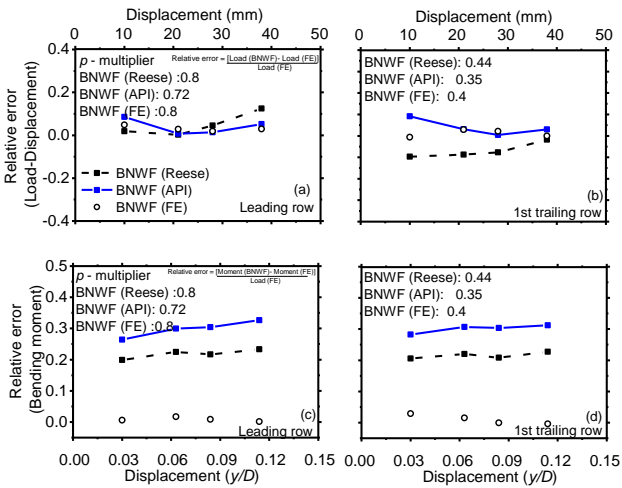 Displacement (mm)
Displacement (mm)
0 10 20 30 40 50
0 10 20 30 40 50
0.4
0.2
0.0
-0.2
-0.4
Relative error
(Load-Displacement)
p - multiplier
Relative error = [Load (BNWF)- Load (FE)]
Load (FE)
BNWF (Reese) :0.8
BNWF (API): 0.72
BNWF (FE) :0.8
BNWF (Reese)
BNWF (API)
BNWF (FE)
(a)
Leading row
BNWF (Reese): 0.44
BNWF (API): 0.35
BNWF (FE): 0.4
(b)
1st trailing row
0.5
0.4
0.3
0.2
0.1
0.0
Relative error
(Bending moment)
p - multiplier
Relative error = [Moment (BNWF)- Moment (FE)]
Load (FE)
BNWF (Reese) :0.8
BNWF (API): 0.72
BNWF (FE) :0.8
(c)
Leading row
BNWF (Reese): 0.44
BNWF (API): 0.35
BNWF (FE): 0.4
(d)
1st trailing row
0.00 0.03 0.06 0.09 0.12 0.15
0.00 0.03 0.06 0.09 0.12 0.15
Displacement (y/D)
Displacement (y/D)